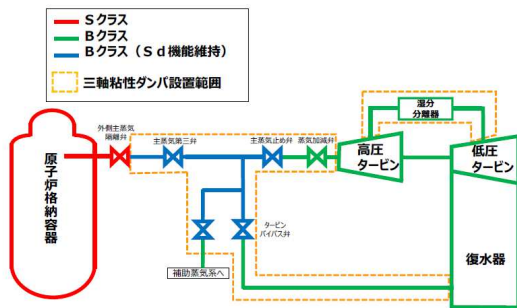 Sクラス
Bクラス
Bクラス(Sd機能維持)
三軸粘性ダンパ設置範囲
外側主蒸気
隔離弁
主蒸気第三弁
主蒸気止め弁
蒸気加減弁
高圧
タービン
湿分
分離器
低圧
タービン
原子炉格納容器
タービン
バイパス弁
補助蒸気系へ
復水器